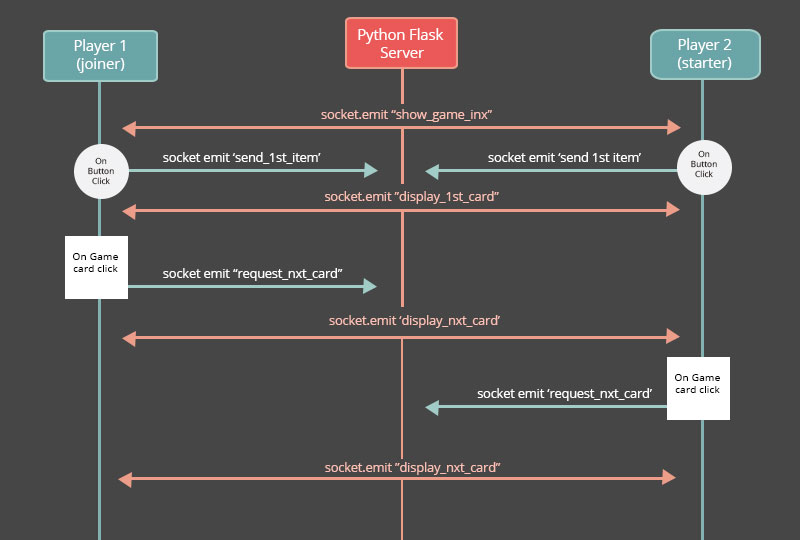 Player 1
(joiner)
Python Flask
Server
Player 2
(starter)
socket.emit “show_game_inx”
On
Button
Click
socket emit ‘send_1st_item’
socket emit ‘send 1st item’
On
Button
Click
socket.emit ”display_1st_card”
On Game
card click
socket emit “request_nxt_card”
socket.emit ‘display_nxt_card’
On Game
card click
socket emit ‘request_nxt_card’
socket.emit ”display_nxt_card”